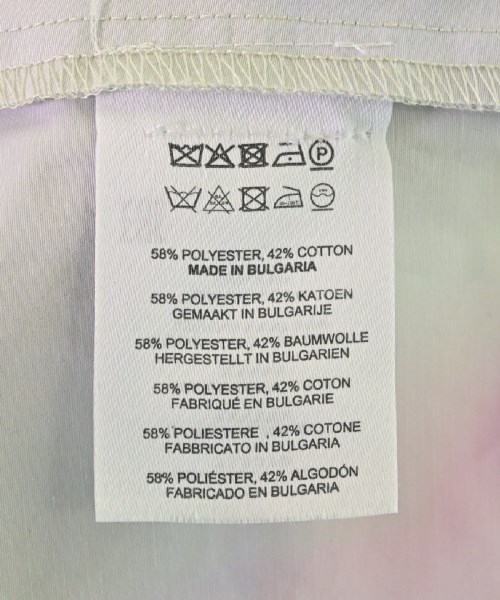 P
58% POLYESTER, 42% COTTON
MADE IN BULGARIA
58% POLYESTER, 42% KATOEN
GEMAAKT IN BULGARIJE
58% POLYESTER, 42% BAUMWOLLE
HERGESTELLT IN BULGARIEN
58% POLYESTER, 42% COTON
FABRIQUÉ EN BULGARIE
58% POLIESTERE , 42% COTONE
FABBRICATO IN BULGARIA
58% POLIÉSTER, 42% ALGODÓN
FABRICADO EN BULGARIA